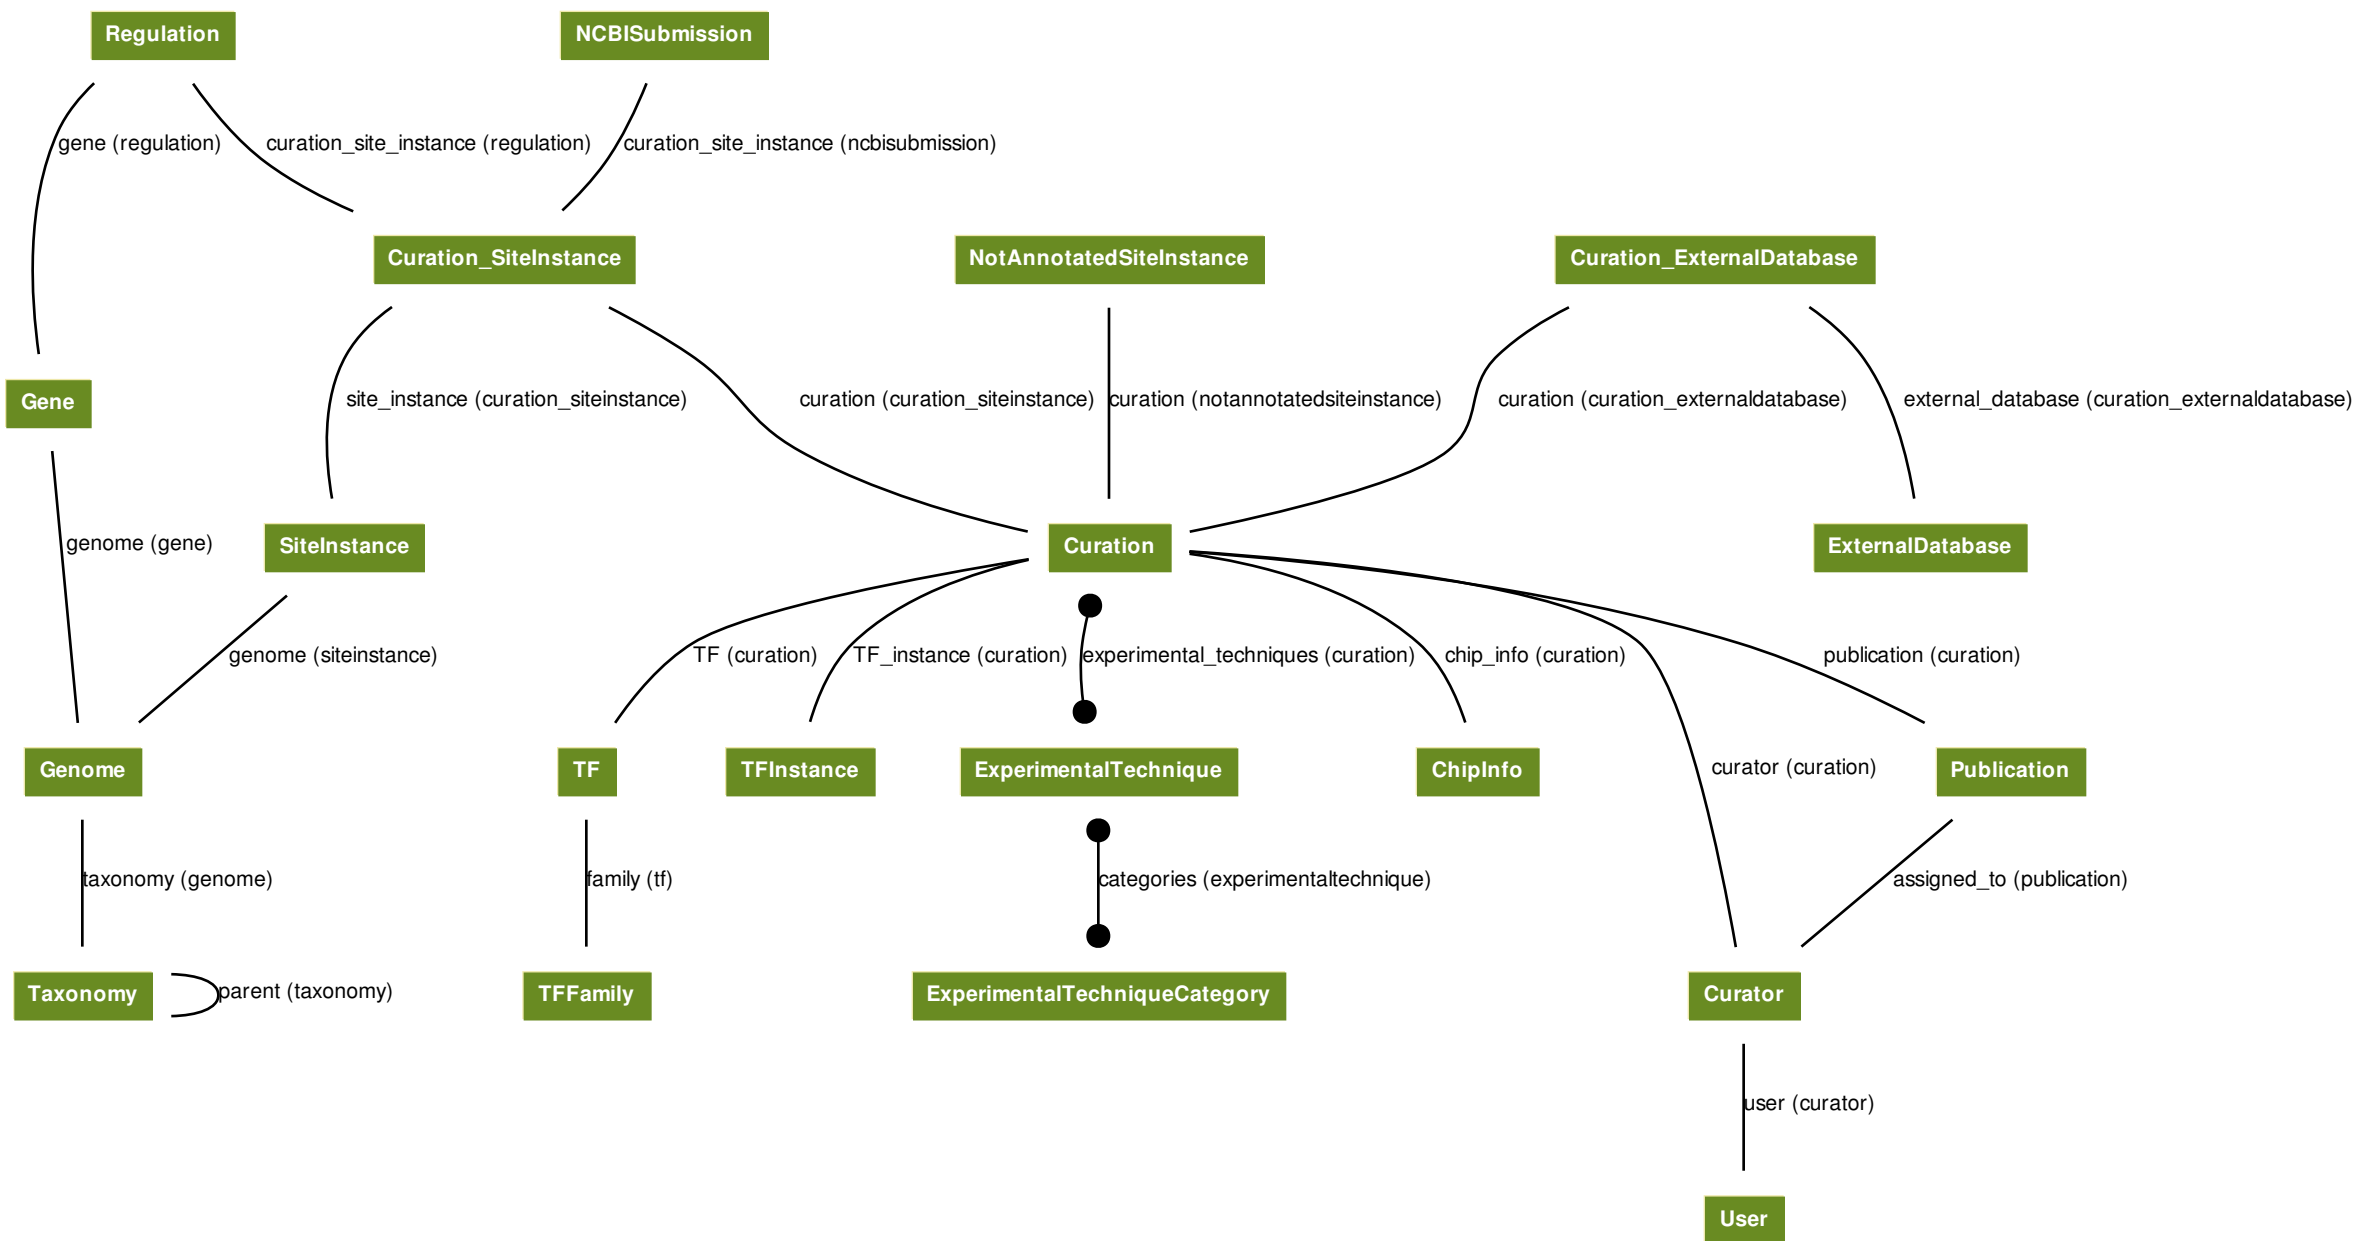 Regulation
NCBISubmission
gene (regulation)
curation_site_instance (regulation)
curation_site_instance (ncbisubmission)
Curation_SiteInstance
NotAnnotatedSiteInstance
Curation_ExternalDatabase
Gene
site_instance (curation_siteinstance)
curation (curation_siteinstance)
curation (notannotatedsiteinstance)
curation (curation_externaldatabase)
external_database (curation_externaldatabase)
genome (gene)
SiteInstance
Curation
ExternalDatabase
genome (siteinstance)
TF (curation)
TF_instance (curation)
experimental_techniques (curation)
chip_info (curation)
publication (curation)
Genome
TF
TFInstance
ExperimentalTechnique
ChipInfo
curator (curation)
Publication
taxonomy (genome)
family (tf)
categories (experimentaltechnique)
assigned_to (publication)
Taxonomy
parent (taxonomy)
TFFamily
ExperimentalTechniqueCategory
Curator
user (curator)
User